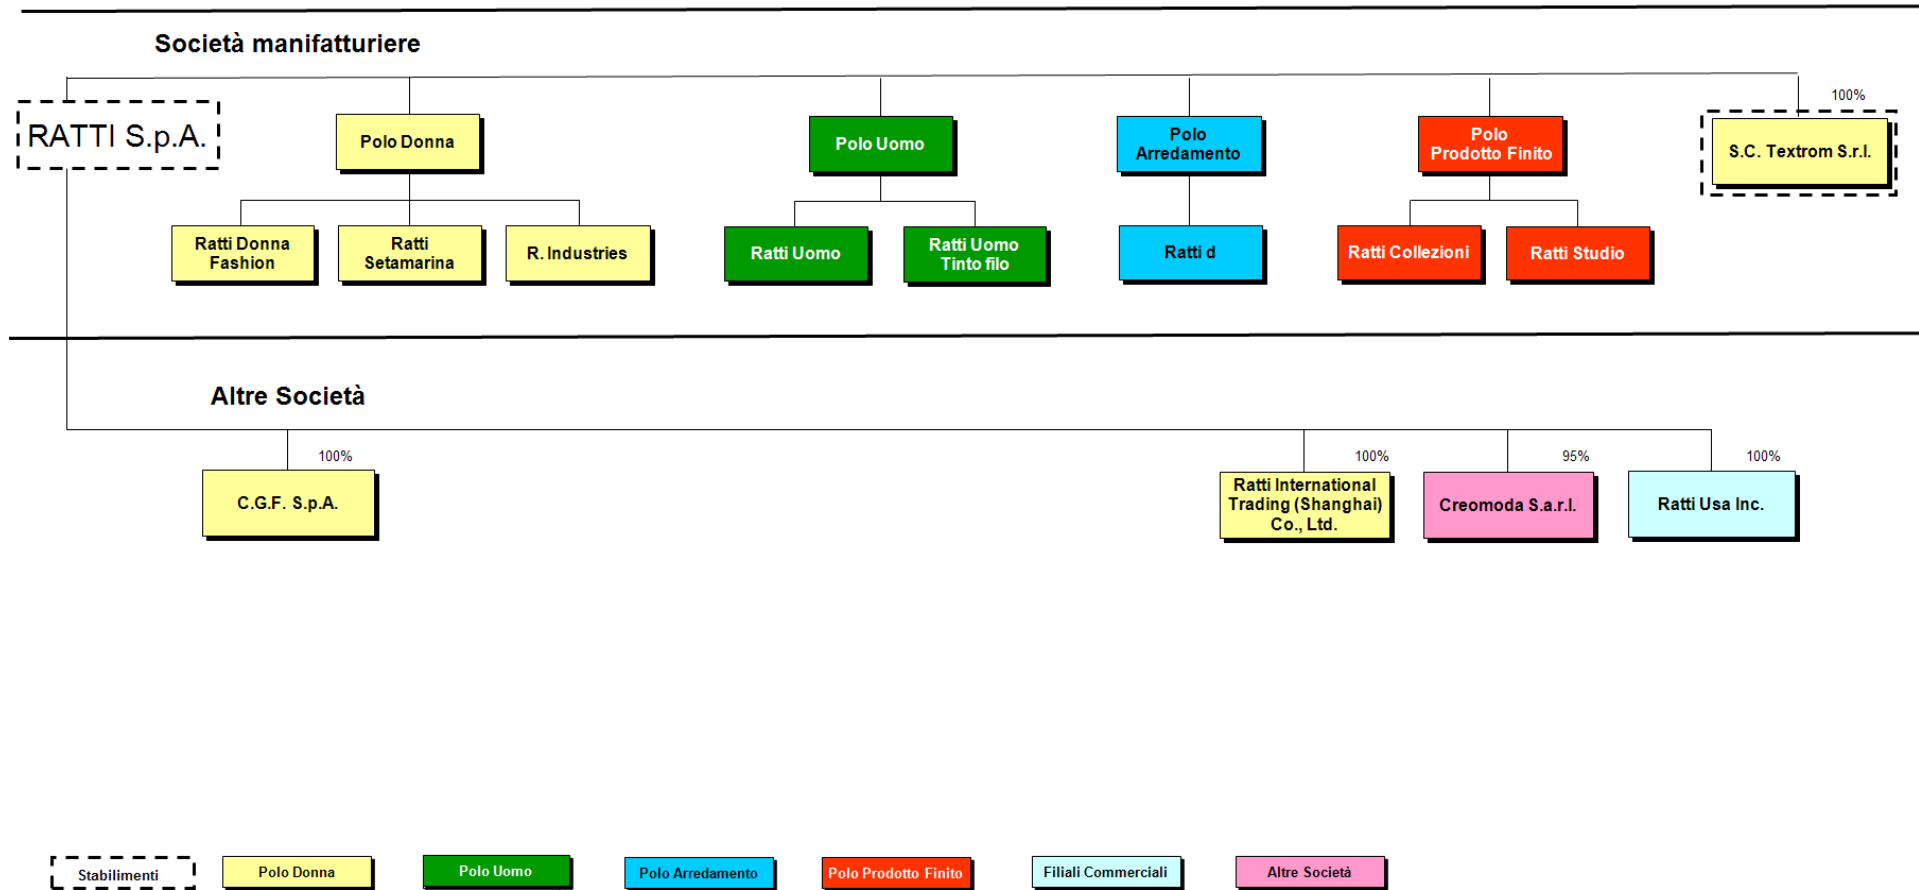 Società manifatturiere
100%
RATTI S.p.A.
Polo Donna
Polo Uomo
Polo
Arredamento
Polo
Prodotto Finito
S.C. Textrom S.r.l.
Ratti Donna
Fashion
Ratti
Setamarina
R. Industries
Ratti Uomo
Ratti Uomo
Tinto filo
Ratti d
Ratti Collezioni
Ratti Studio
Altre Società
100%
100%
95%
100%
C.G.F. S.p.A.
Ratti International
Trading (Shanghai)
Co., Ltd.
Creomoda S.a.r.l.
Ratti Usa Inc.
Stabilimenti
Polo Donna
Polo Uomo
Polo Arredamento
Polo Prodotto Finito
Filiali Commerciali
Altre Società